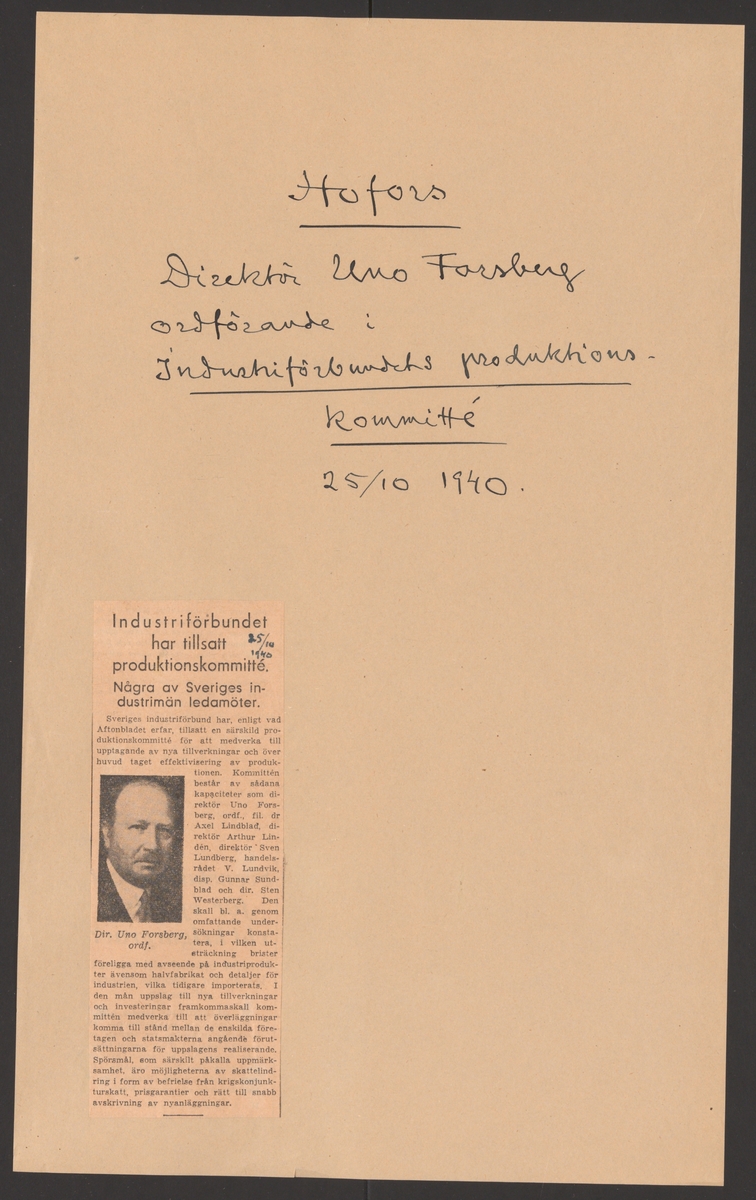 Hofors
Direktör Uno Forsberg
ordförande i
Industriförbundets produktions-
kommitté
25/10 1940.
Industriförbundet
har tillsatt
25/10 1940
produktionskommitté.
Några av Sveriges in-
dustrimän ledamöter.
Sveriges industriförbund har, enligt vad
Aftonbladet erfar, tillsatt en särskild pro-
duktionskommitté för att medverka till
upptagande av nya tillverkningar och över
huvud taget effektivisering av produk-
tionen. Kommittén
består av sådana
kapaciteter som di-
rektör Uno Fors-
berg, ordf., fil. dr
Axel Lindblad, di-
rektör Arthur Lin-
dén, direktör Sven
Lundberg, handels-
rådet V. Lundvik,
disp. Gunnar Sund-
blad och dir. Sten
Westerberg. Den
skall bl. a. genom
omfattande under-
sökningar konsta-
tera, i vilken ut-
sträckning brister
Dir. Uno Forsberg,
ordf.
föreligga med avseende på industriproduk-
ter ävensom halvfabrikat och detaljer för
industrien, vilka tidigare importerats. I
den mån uppslag till nya tillverkningar
och investeringar framkommaskall kom-
mittén medverka till att överläggningar
komma till stånd mellan de enskilda före-
tagen och statsmakterna angående förut-
sättningarna för uppslagens realiserande.
Spörsmål, som särskilt påkalla uppmärk-
samhet, äro möjligheterna av skattelind-
ring i form av befrielse från krigskonjunk-
turskatt, prisgarantier och rätt till snabb
avskrivning av nyanläggningar.